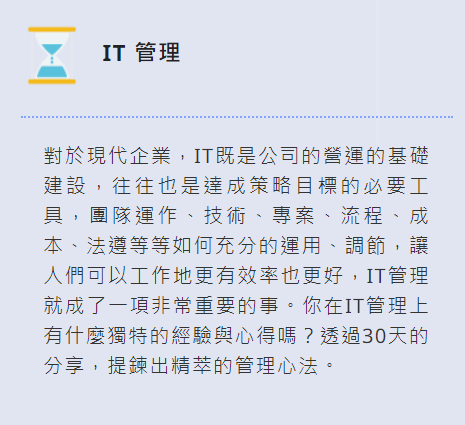 IT 管理
對於現代企業，IT既是公司的營運的基礎
建設，往往也是達成策略目標的必要工
具，團隊運作、技術、專案、流程、成
本、法遵等等如何充分的運用、調節，讓
人們可以工作地更有效率也更好，IT管理
就成了一項非常重要的事。你在IT管理上
有什麼獨特的經驗與心得嗎？透過30天的
分享，提鍊出精萃的管理心法。